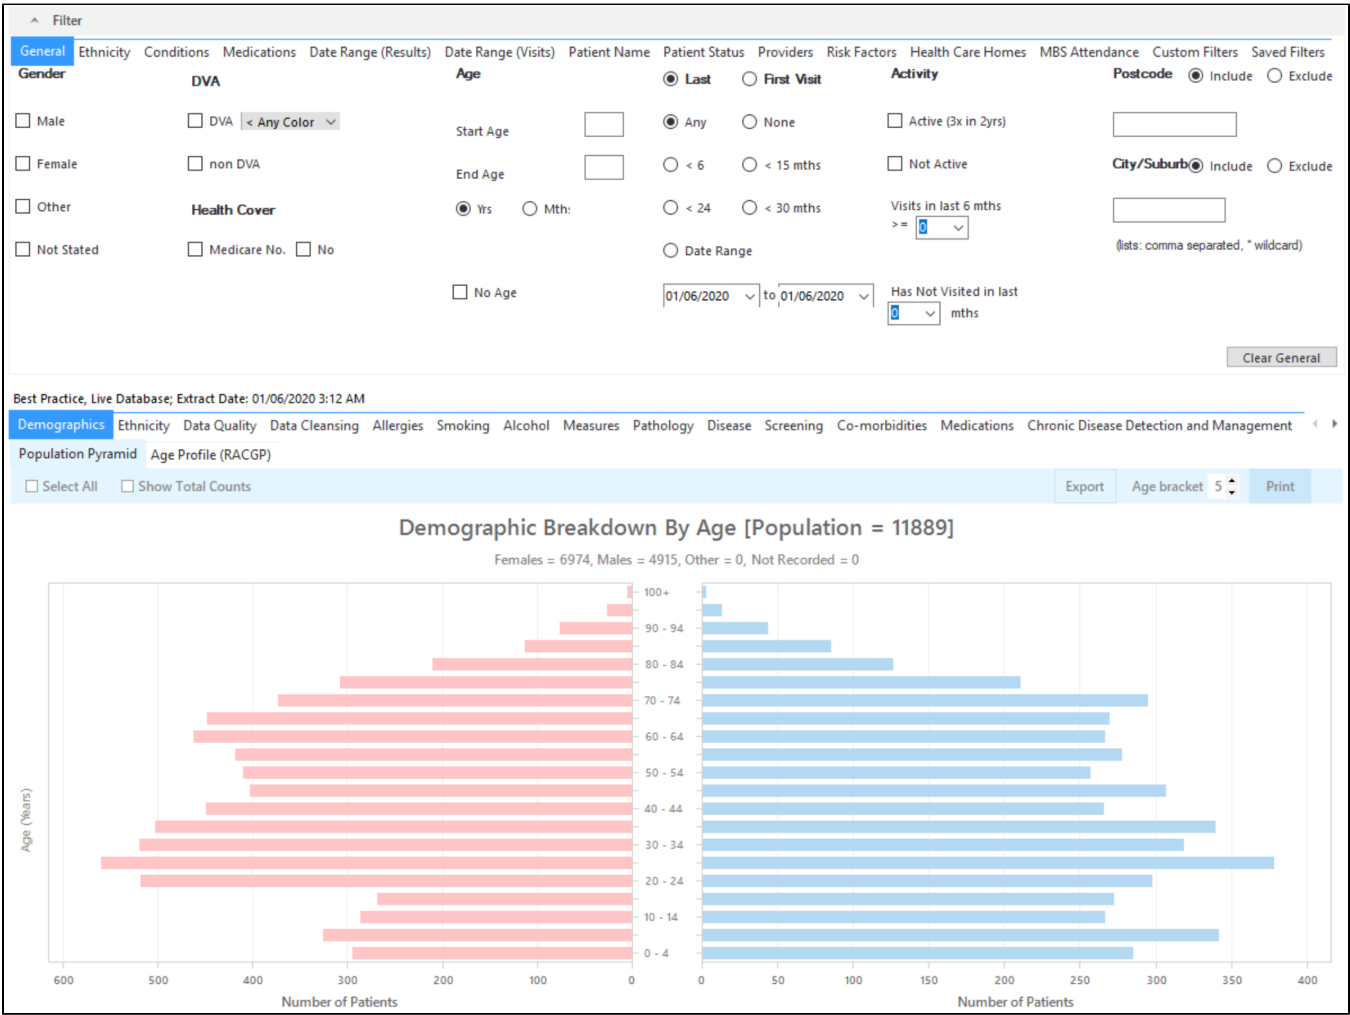 Filter
General Ethnicity Conditions Medications Date Range (Results) Date Range (Visits) Patient Name Patient Status Providers Risk Factors Health Care Homes MBS Attendance Custom Filters Saved Filters
Gender DVA Age Last First Visit Activity Postcode Include Exclude
Male DVA < Any Color Start Age Any None Active (3x in 2yrs)
Female non DVA End Age < 6 < 15 mths Not Active City/Suburb Include Exclude
Other Health Cover Yrs Mth: < 24 < 30 mths Visits in last 6 mths
>= 0
Not Stated Medicare No. No Date Range (lists: comma separated, * wildcard)
No Age 01/06/2020 to 01/06/2020 Has Not Visited in last
0 mths
Clear General
Best Practice, Live Database; Extract Date: 01/06/2020 3:12 AM
Demographics Ethnicity Data Quality Data Cleansing Allergies Smoking Alcohol Measures Pathology Disease Screening Co-morbidities Medications Chronic Disease Detection and Management
Population Pyramid Age Profile (RACGP)
Select All Show Total Counts Export Age bracket 5 Print
Demographic Breakdown By Age [Population = 11889]
Females = 6974, Males = 4915, Other = 0, Not Recorded = 0
100+
90 - 94
80 - 84
70 - 74
60 - 64
50 - 54
40 - 44
30 - 34
20 - 24
10 - 14
0 - 4
Age (Years)
600 500 400 300 200 100 0 0 50 100 150 200 250 300 350 400
Number of Patients Number of Patients